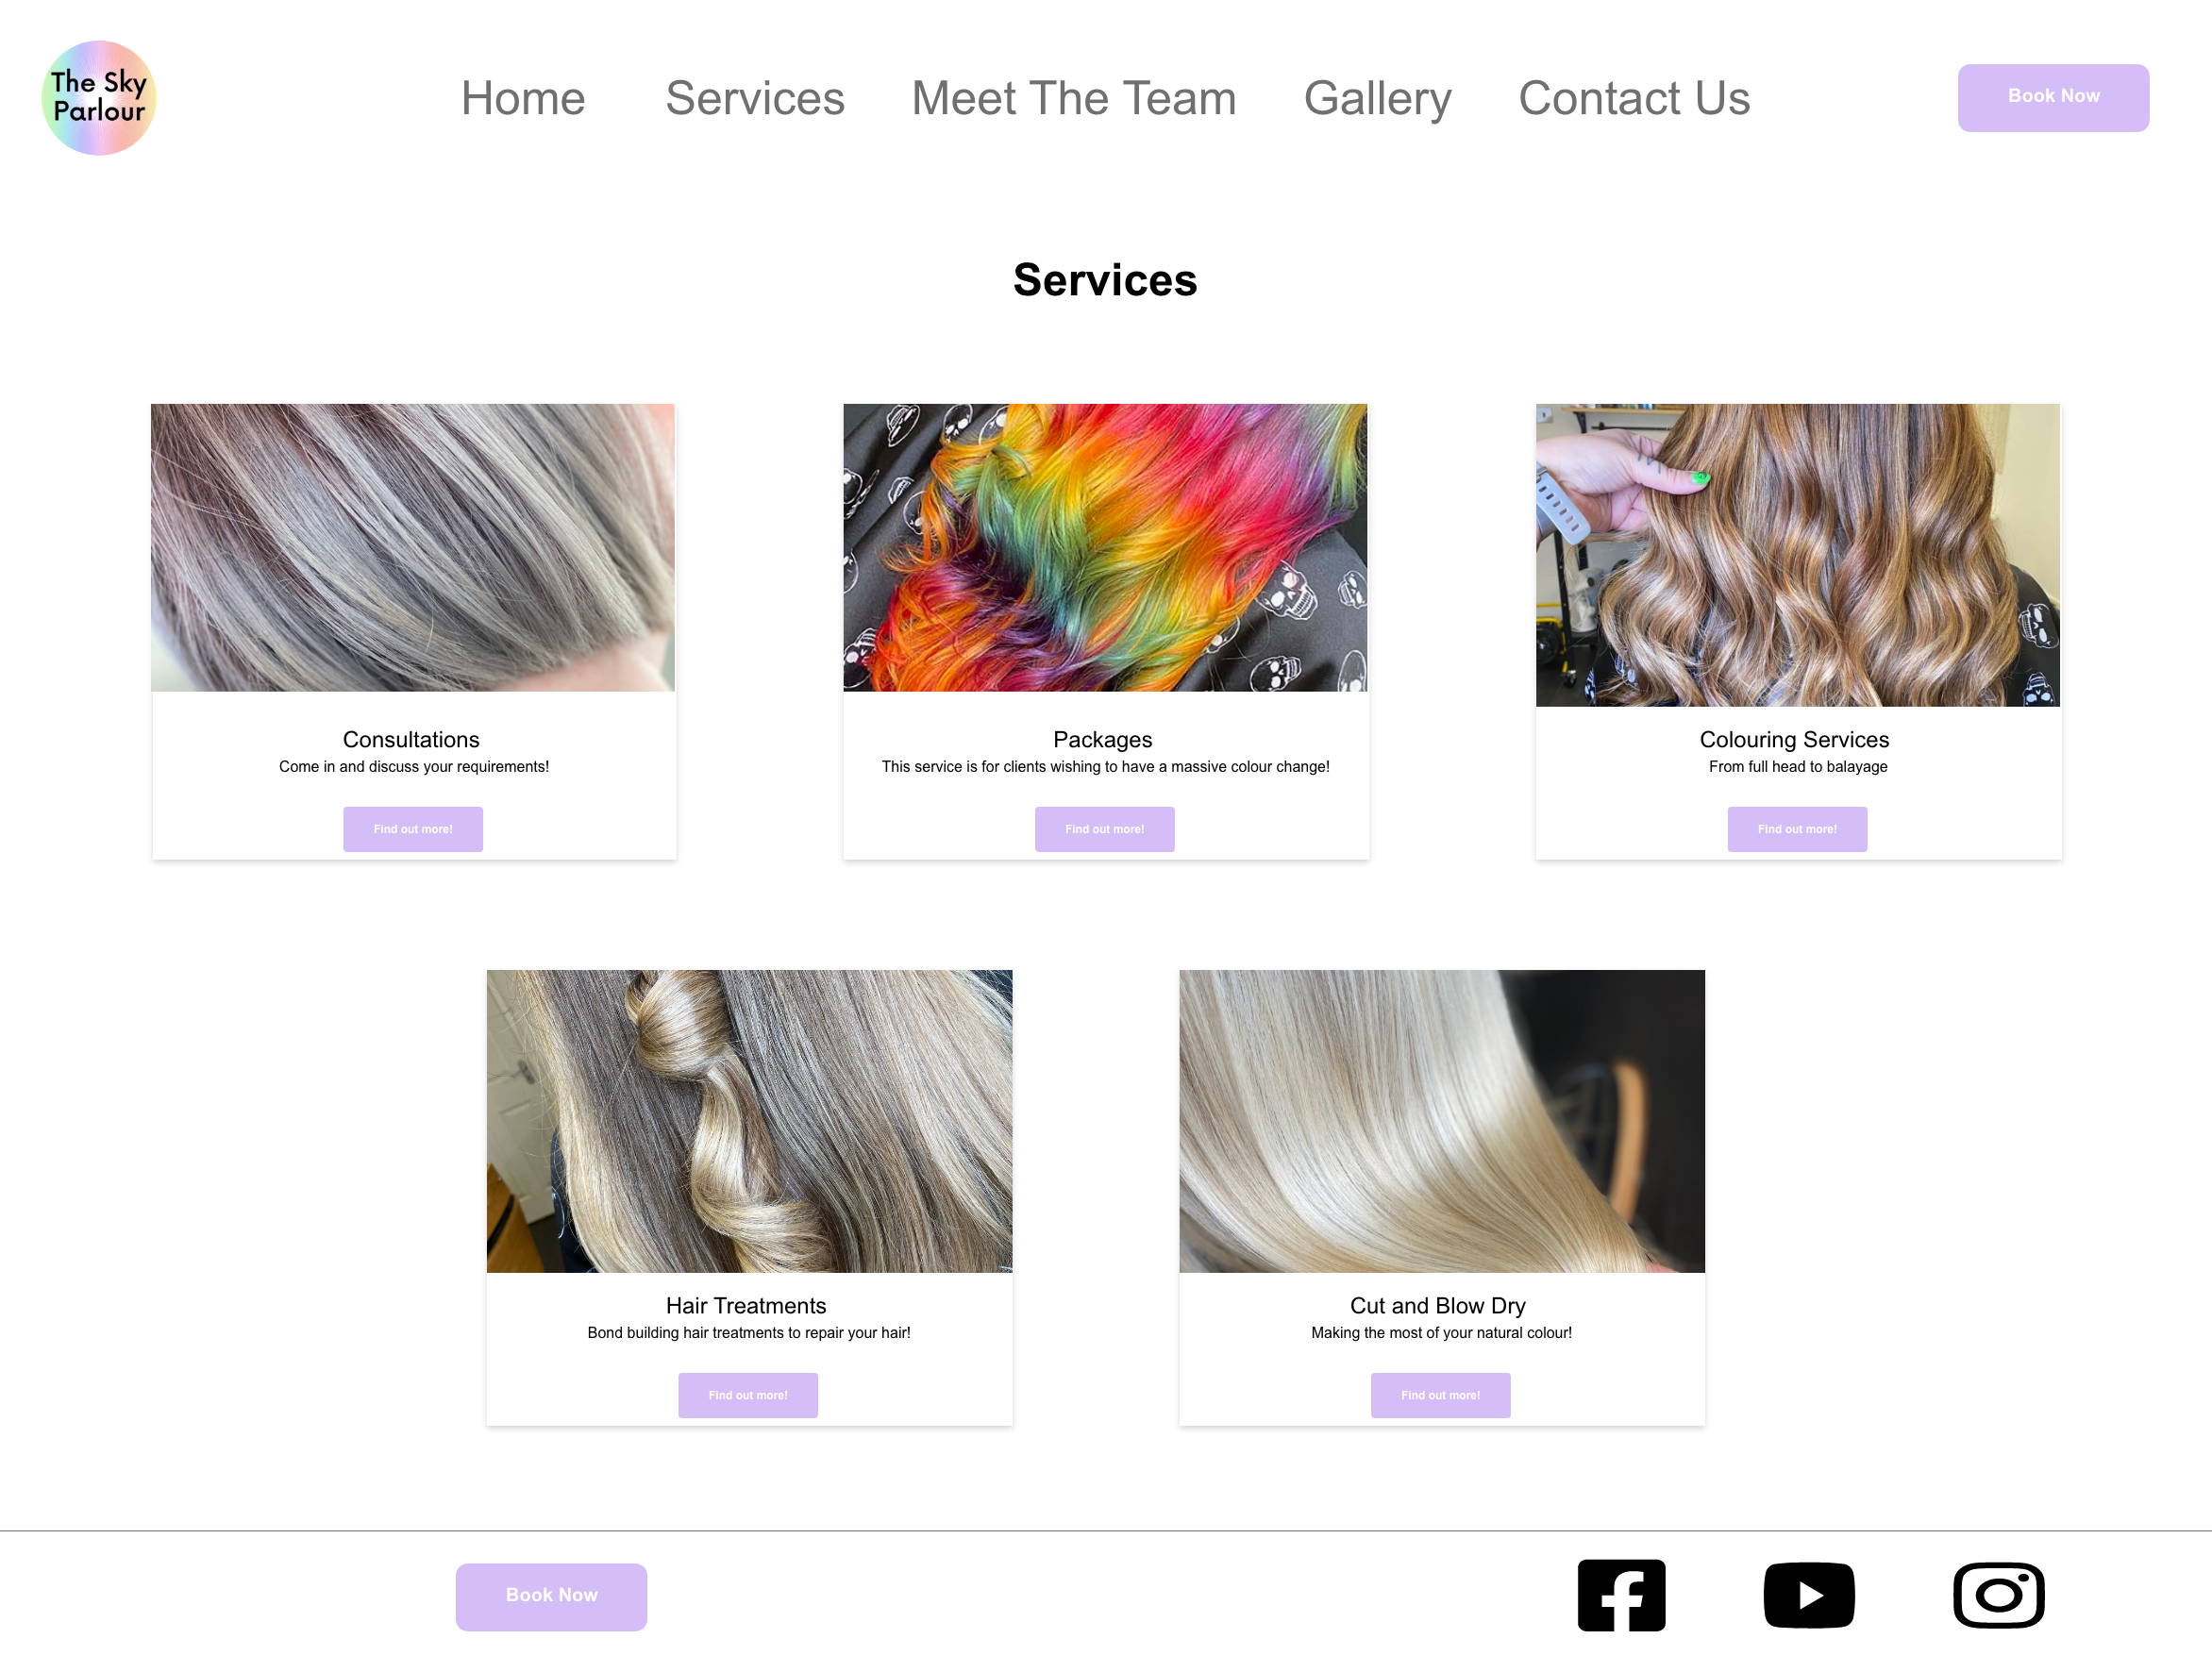 The Sky
Parlour
Home Services Meet The Team Gallery Contact Us
Book Now
Services
Consultations
Come in and discuss your requirements!
Find out more!
Packages
This service is for clients wishing to have a massive colour change!
Find out more!
Colouring Services
From full head to balayage
Find out more!
Hair Treatments
Bond building hair treatments to repair your hair!
Find out more!
Cut and Blow Dry
Making the most of your natural colour!
Find out more!
Book Now